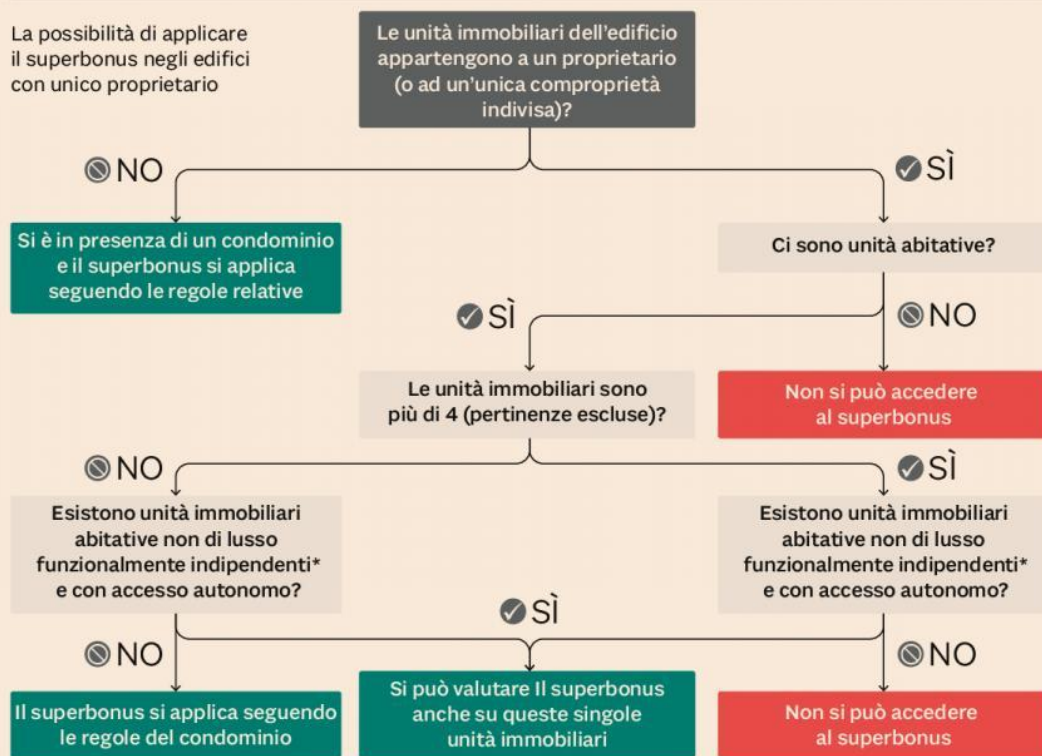 La possibilità di applicare
il superbonus negli edifici
con unico proprietario
Le unità immobiliari dell'edificio
appartengono a un proprietario
(o ad un'unica comproprietà
indivisa)?
NO
SÌ
Si è in presenza di un condominio
e il superbonus si applica
seguendo le regole relative
Ci sono unità abitative?
SÌ
NO
Le unità immobiliari sono
più di 4 (pertinenze escluse)?
Non si può accedere
al superbonus
NO
SÌ
Esistono unità immobiliari
abitative non di lusso
funzionalmente indipendenti*
e con accesso autonomo?
Esistono unità immobiliari
abitative non di lusso
funzionalmente indipendenti*
e con accesso autonomo?
SÌ
NO
NO
Il superbonus si applica seguendo
le regole del condominio
Si può valutare Il superbonus
anche su queste singole
unità immobiliari
Non si può accedere
al superbonus